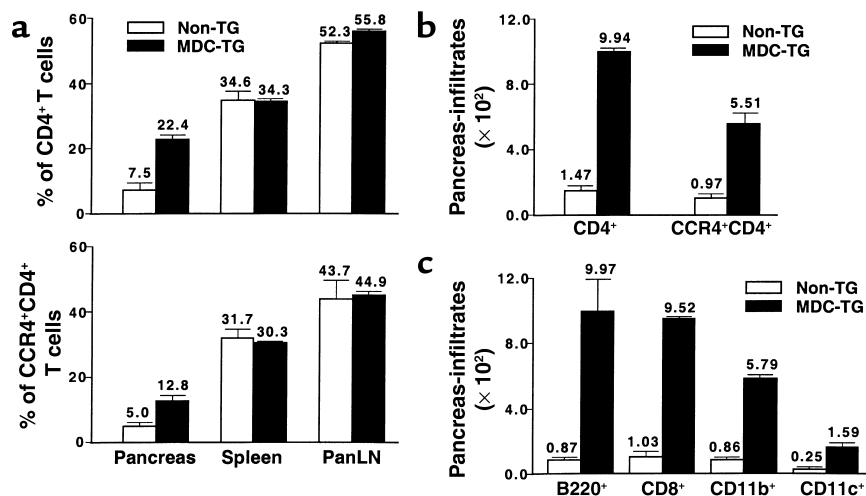 a
Non-TG
MDC-TG
% of CD4⁺ T cells
60
40
20
0
7.5
22.4
34.6
34.3
52.3
55.8
% of CCR4⁺CD4⁺
T cells
60
40
20
0
5.0
12.8
31.7
30.3
43.7
44.9
Pancreas
Spleen
PanLN
b
Non-TG
MDC-TG
Pancreas-infiltrates
(× 10²)
12.0
8.0
4.0
0.0
1.47
9.94
0.97
5.51
CD4⁺
CCR4⁺CD4⁺
c
Non-TG
MDC-TG
Pancreas-infiltrates
(× 10²)
12.0
8.0
4.0
0.0
0.87
9.97
1.03
9.52
0.86
5.79
0.25
1.59
B220⁺
CD8⁺
CD11b⁺
CD11c⁺